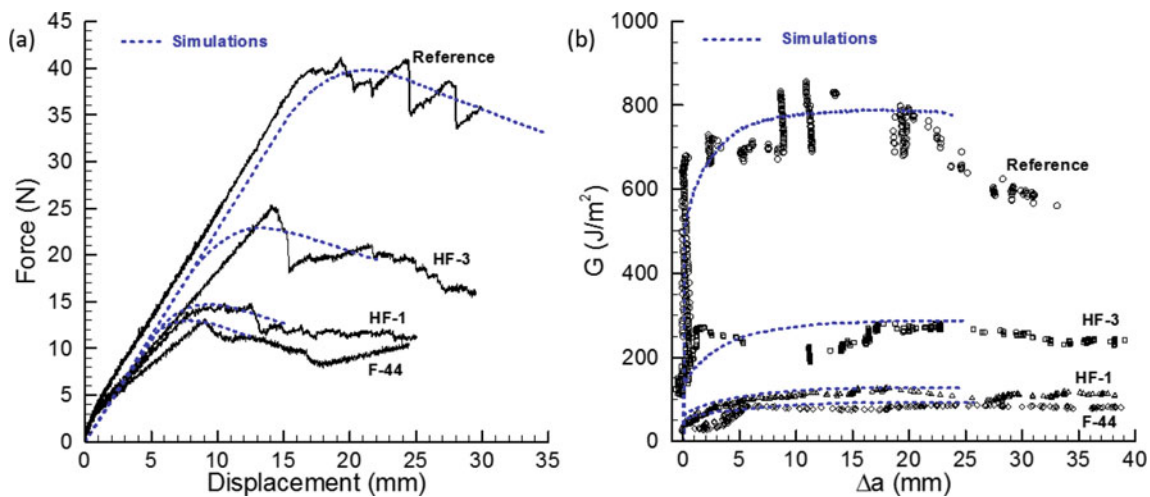 (a)
Simulations
Reference
HF-3
HF-1
F-44
Force (N)
45
40
35
30
25
20
15
10
5
0
0 5 10 15 20 25 30 35
Displacement (mm)
(b)
Simulations
Reference
HF-3
HF-1
F-44
G (J/m²)
1000
800
600
400
200
0
0 5 10 15 20 25 30 35 40
Δa (mm)